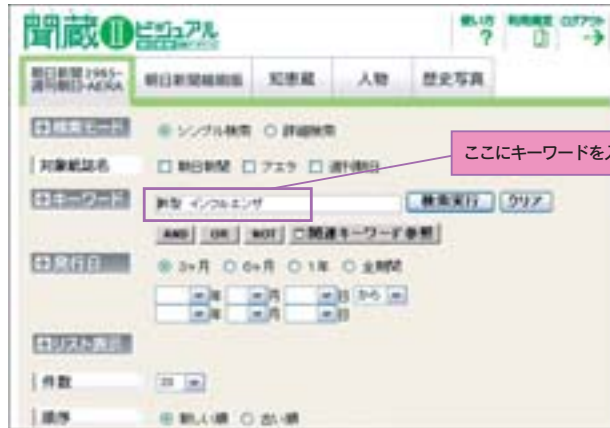 聞蔵Ⅱビジュアル
使い方 利用規定 ログアウト
朝日新聞1985~ 週刊朝日・AERA
朝日新聞縮刷版 知恵蔵 人物 歴史写真
検索モード シンプル検索 詳細検索
対象紙誌名 朝日新聞 アエラ 週刊朝日
ここにキーワードを入
キーワード 新型 インフルエンザ 検索実行 クリア
AND OR NOT 関連キーワード参照
発行日 3ヶ月 6ヶ月 1年 全期間
年 月 日 から
年 月 日
リスト表示
件数 20
順序 新しい順 古い順